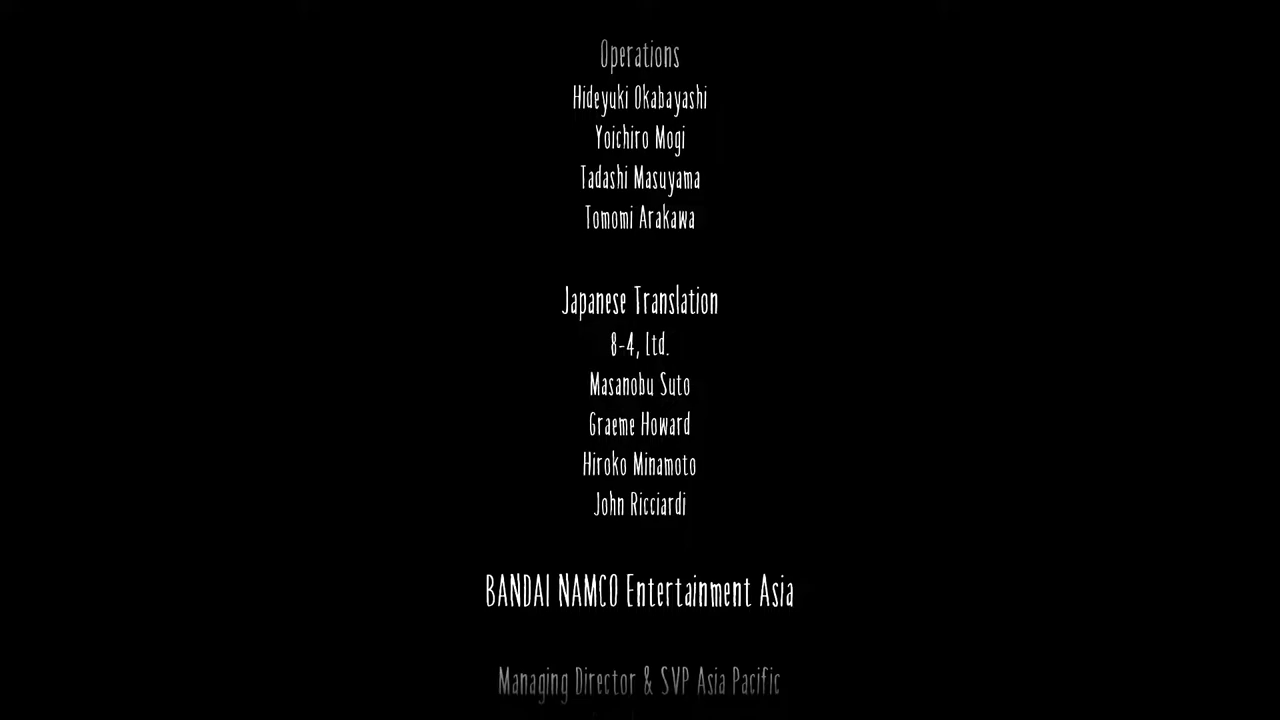 Operations
Hideyuki Okabayashi
Yoichiro Mogi
Tadashi Masuyama
Tomomi Arakawa
Japanese Translation
8-4, Ltd.
Masanobu Suto
Graeme Howard
Hiroko Minamoto
John Ricciardi
BANDAI NAMCO Entertainment Asia
Managing Director & SVP Asia Pacific